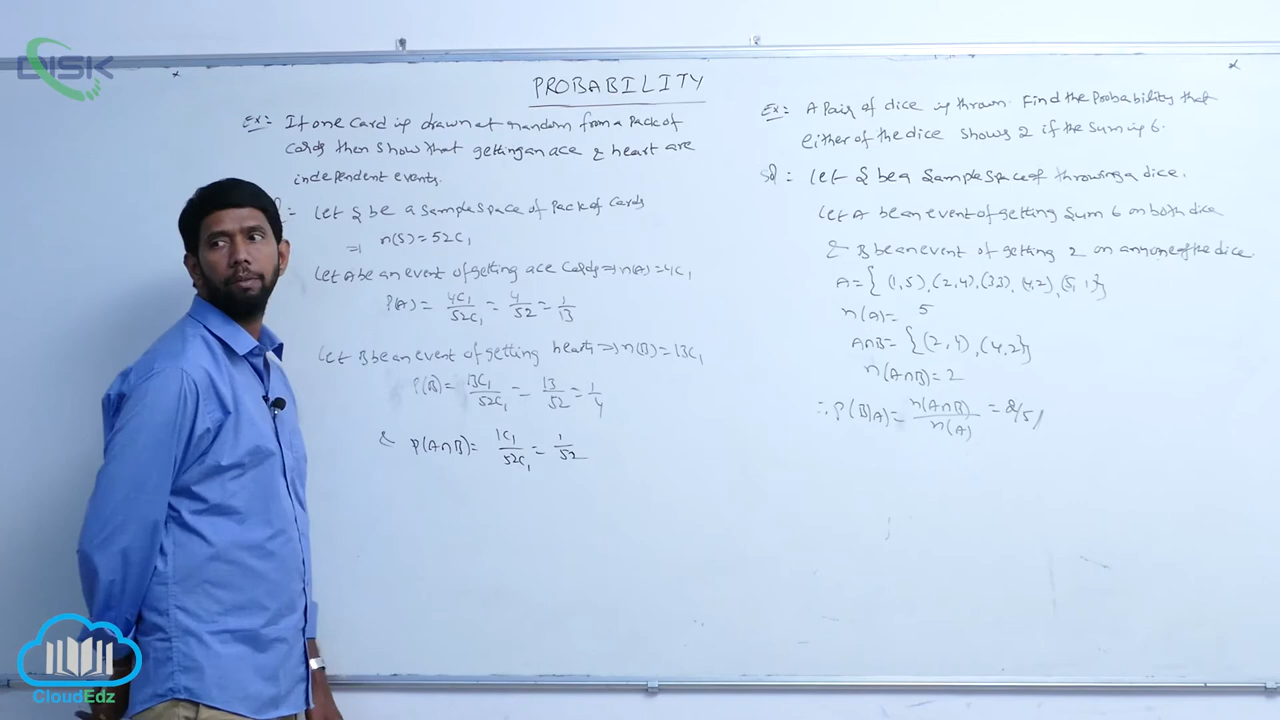 DISK
PROBABILITY
Ex:- If one card is drawn at random from a pack of
cards then show that getting an ace & heart are
independent events.
let S be a sample space of pack of cards
⇒ n(S) = 52C₁
let A be an event of getting ace cards ⇒ n(A) = 4C₁
P(A) = 4C₁/52C₁ = 4/52 = 1/13
let B be an event of getting heart ⇒ n(B) = 13C₁
P(B) = 13C₁/52C₁ = 13/52 = 1/4
& P(A∩B) = 1C₁/52C₁ = 1/52
Ex:- A pair of dice is thrown. Find the probability that
either of the dice shows 2 if the sum is 6.
Sol:= let S be a sample space of throwing a dice.
let A be an event of getting sum 6 on both dice
& B be an event of getting 2 on any one of the dice.
A = { (1,5), (2,4), (3,3), (4,2), (5,1) }
n(A) = 5
A∩B = { (2,4), (4,2) }
n(A∩B) = 2
∴ P(B|A) = n(A∩B)/n(A) = 2/5//
CloudEdz